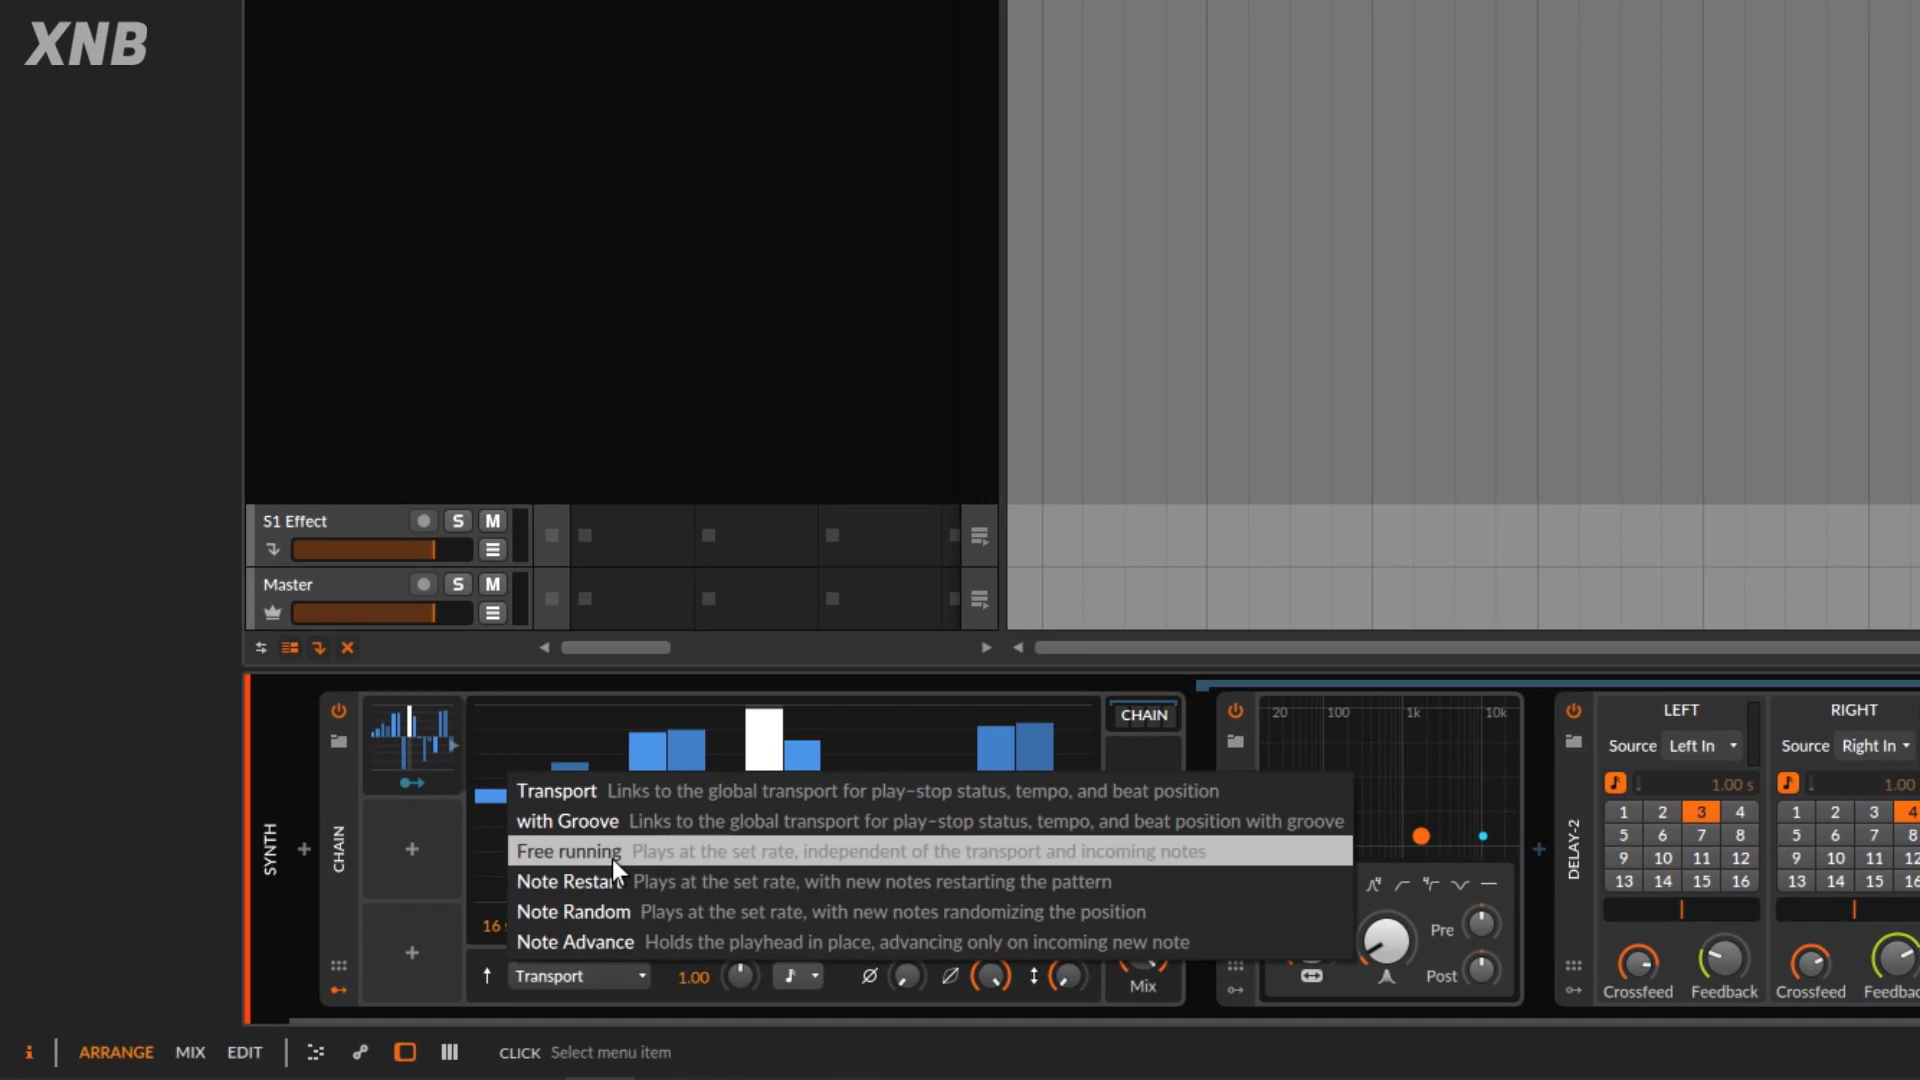 XNB
S1 Effect
S M
Master
S M
SYNTH
CHAIN
CHAIN
Transport Links to the global transport for play-stop status, tempo, and beat position
with Groove Links to the global transport for play-stop status, tempo, and beat position with groove
Free running Plays at the set rate, independent of the transport and incoming notes
Note Restart Plays at the set rate, with new notes restarting the pattern
Note Random Plays at the set rate, with new notes randomizing the position
Note Advance Holds the playhead in place, advancing only on incoming new note
16
Transport 1.00
Mix
20 100 1k 10k
Pre
Post
DELAY-2
LEFT
Source Left In
1.00 s
1 2 3 4
5 6 7 8
9 10 11 12
13 14 15 16
Crossfeed Feedback
RIGHT
Source Right In
1.00
1 2 3 4
5 6 7 8
9 10 11 12
13 14 15 16
Crossfeed Feedbac
i ARRANGE MIX EDIT CLICK Select menu item